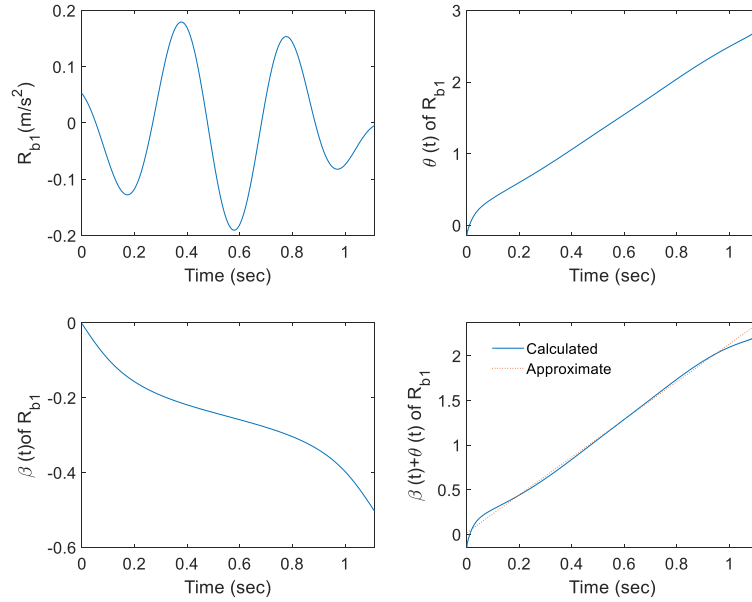 0.2
0.1
0
-0.1
-0.2
R_b1(m/s²)
0 0.2 0.4 0.6 0.8 1
Time (sec)
3
2
1
0
θ (t) of R_b1
0 0.2 0.4 0.6 0.8 1
Time (sec)
0
-0.2
-0.4
-0.6
β (t)of R_b1
0 0.2 0.4 0.6 0.8 1
Time (sec)
2
1.5
1
0.5
0
β (t)+θ (t) of R_b1
Calculated
Approximate
0 0.2 0.4 0.6 0.8 1
Time (sec)